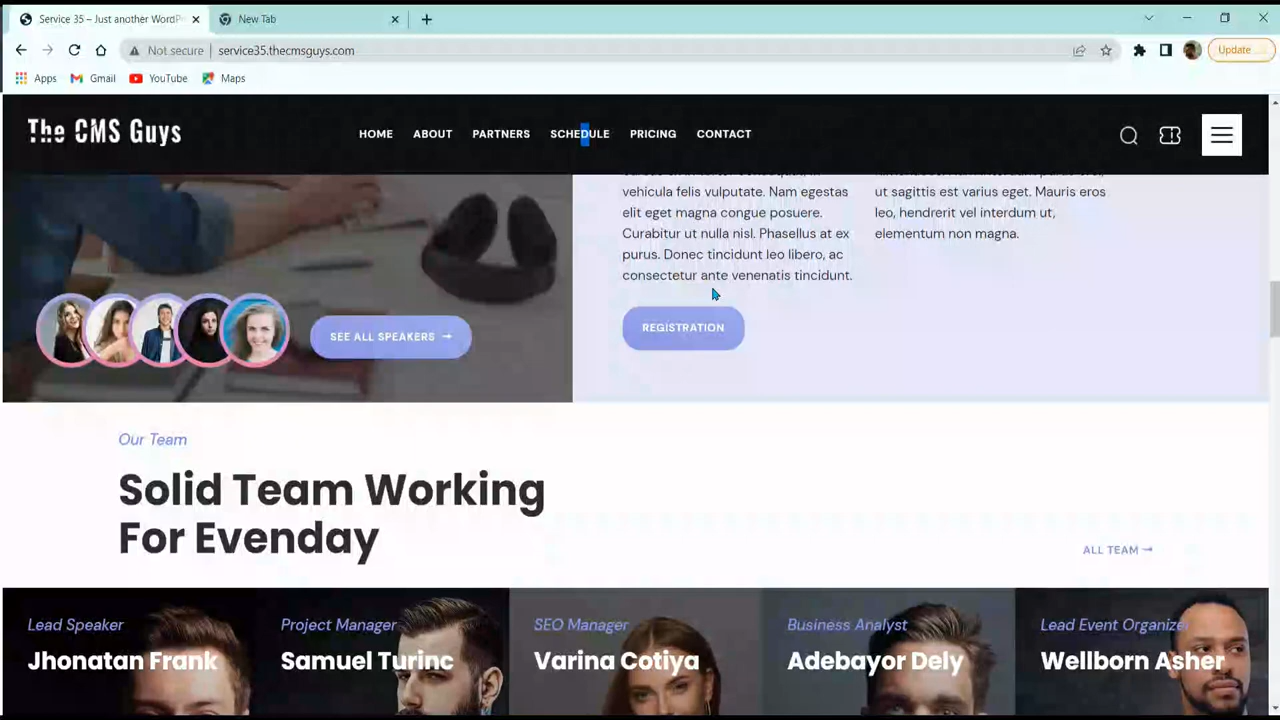 Service 35 – Just another WordPr
New Tab
Not secure
service35.thecmsguys.com
Update
Apps
Gmail
YouTube
Maps
The CMS Guys
HOME
ABOUT
PARTNERS
SCHEDULE
PRICING
CONTACT
vehicula felis vulputate. Nam egestas
elit eget magna congue posuere.
Curabitur ut nulla nisl. Phasellus at ex
purus. Donec tincidunt leo libero, ac
consectetur ante venenatis tincidunt.
ut sagittis est varius eget. Mauris eros
leo, hendrerit vel interdum ut,
elementum non magna.
SEE ALL SPEAKERS →
REGISTRATION
Our Team
Solid Team Working
For Evenday
ALL TEAM →
Lead Speaker
Jhonatan Frank
Project Manager
Samuel Turinc
SEO Manager
Varina Cotiya
Business Analyst
Adebayor Dely
Lead Event Organizer
Wellborn Asher